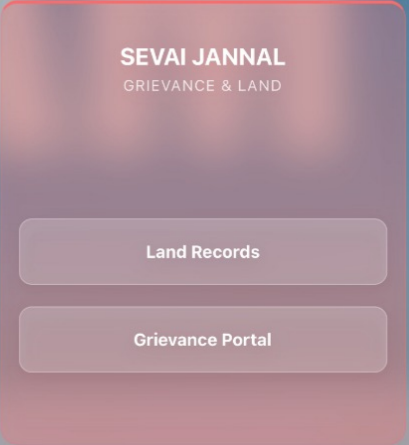 SEVAI JANNAL
GRIEVANCE & LAND
Land Records
Grievance Portal